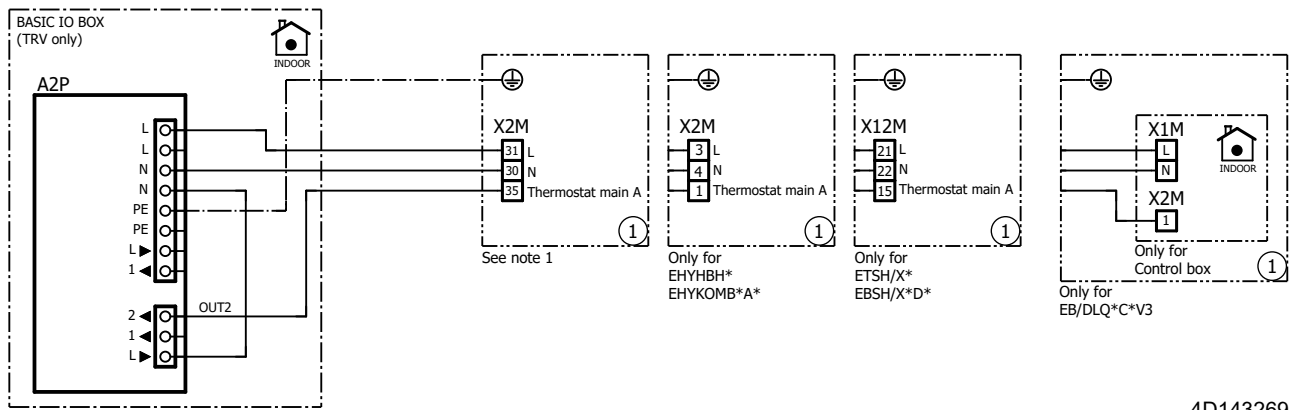 BASIC IO BOX
(TRV only)
INDOOR
A2P
L
L
N
N
PE
PE
L
1
2
OUT2
1
L
X2M
31 L
30 N
35 Thermostat main A
1
See note 1
X2M
3 L
4 N
1 Thermostat main A
1
Only for
EHYHBH*
EHYKOMB*A*
X12M
21 L
22 N
15 Thermostat main A
1
Only for
ETSH/X*
EBSH/X*D*
X1M
L
N
INDOOR
X2M
1
Only for
Control box
1
Only for
EB/DLQ*C*V3
4D143269